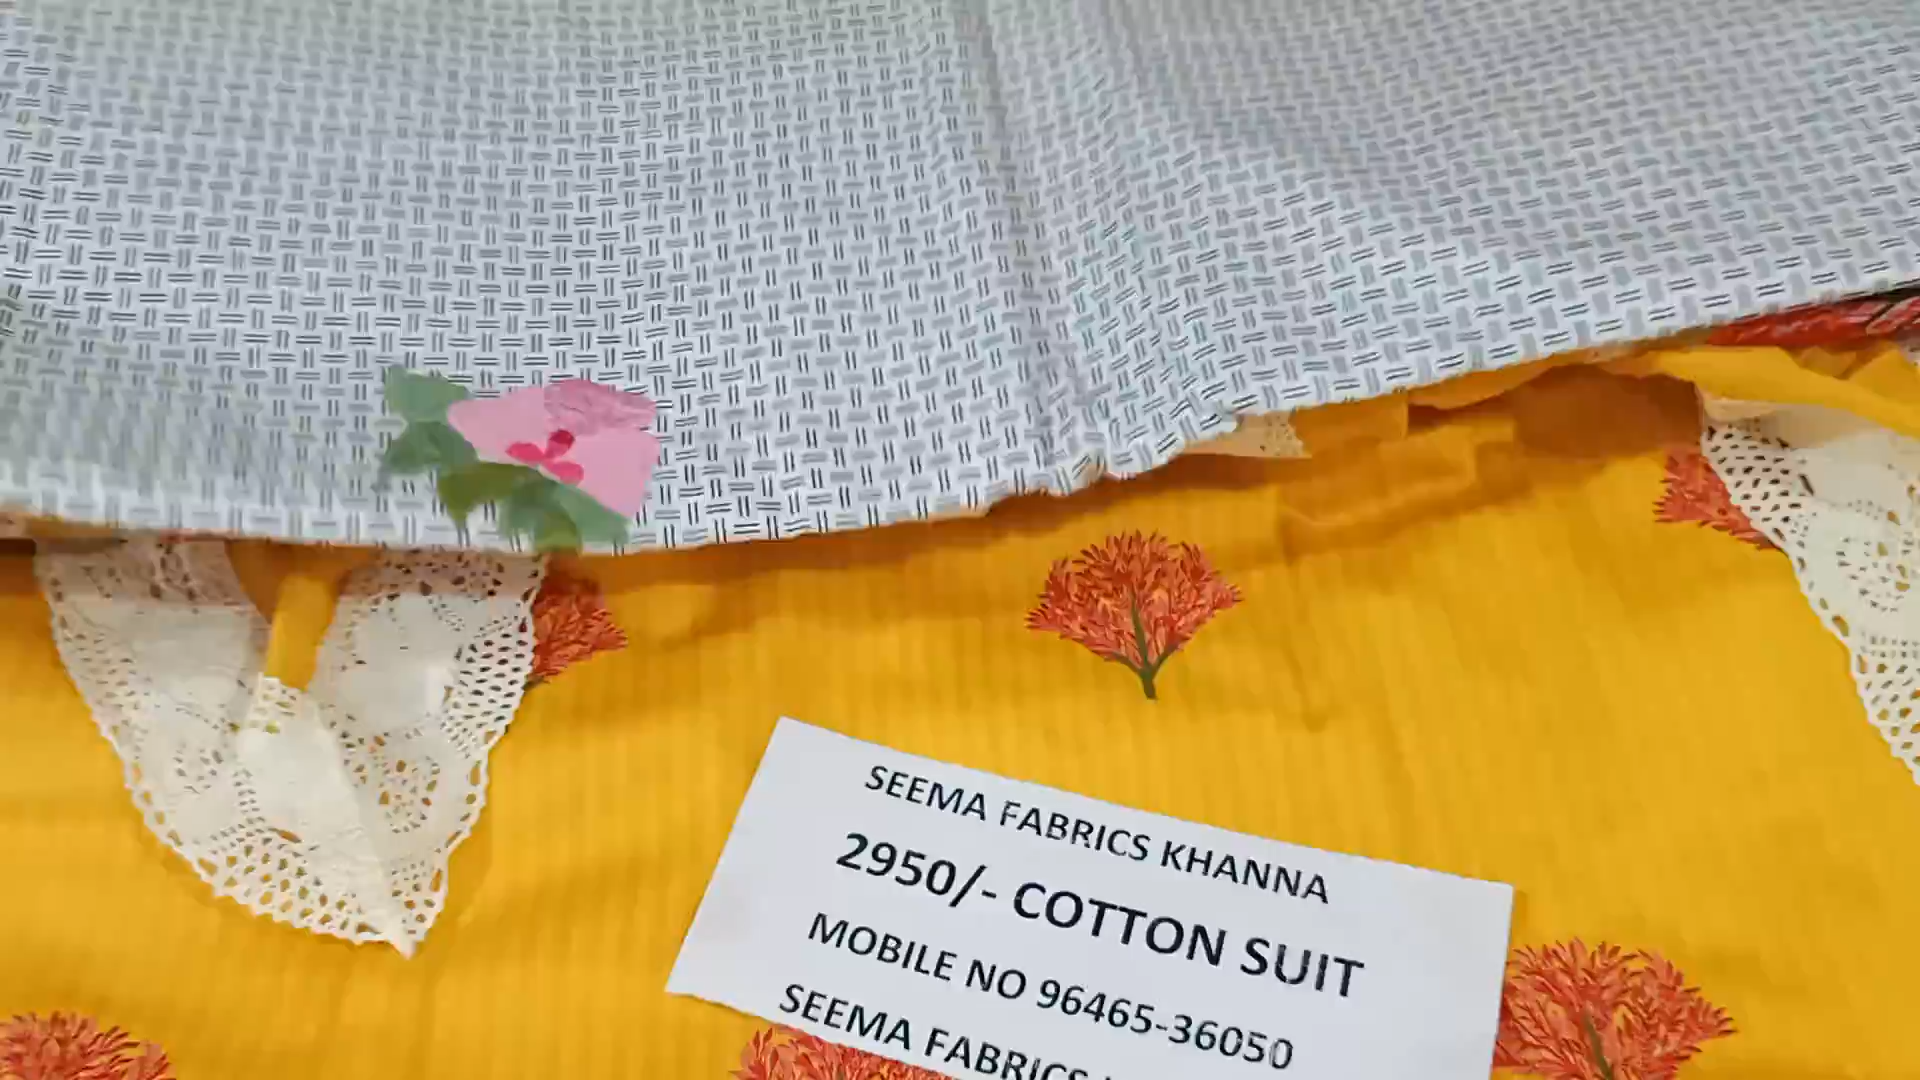 SEEMA FABRICS KHANNA
2950/- COTTON SUIT
MOBILE NO 96465-36050
SEEMA FABRICS